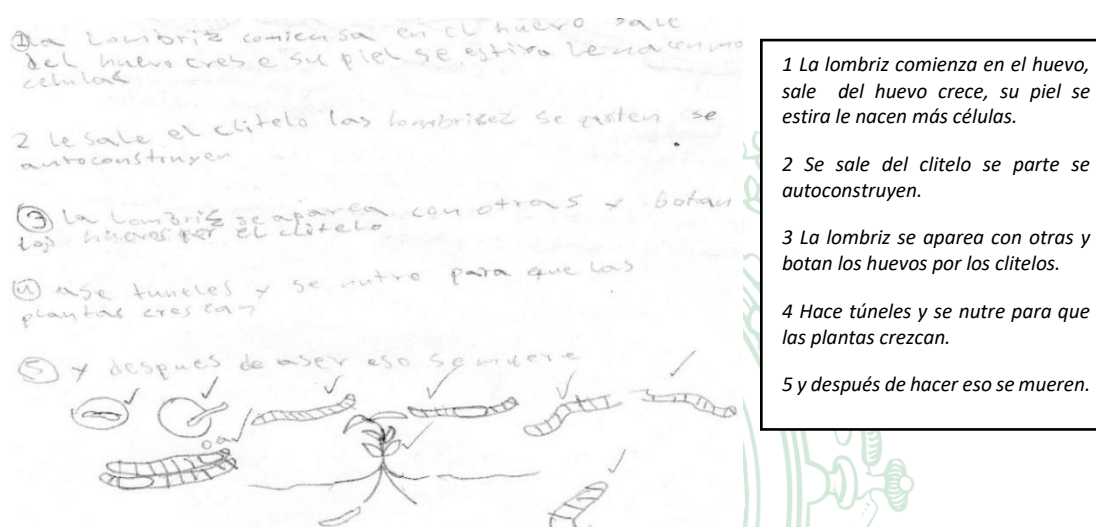 ① La Lombriz comiensa en el huevo sale
del huevo crese su piel se estira le nacen
celulas
2 le sale el clitelo las lombrisez se parten se
autoconstruyen
③ La Lombriz se aparea con otras y botan
los huevos por el clitelo
④ ase tuneles y se nutre para que las
plantas crescan
⑤ y despues de aser eso se muere
1 La lombriz comienza en el huevo,
sale del huevo crece, su piel se
estira le nacen más células.
2 Se sale del clitelo se parte se
autoconstruyen.
3 La lombriz se aparea con otras y
botan los huevos por los clitelos.
4 Hace túneles y se nutre para que
las plantas crezcan.
5 y después de hacer eso se mueren.